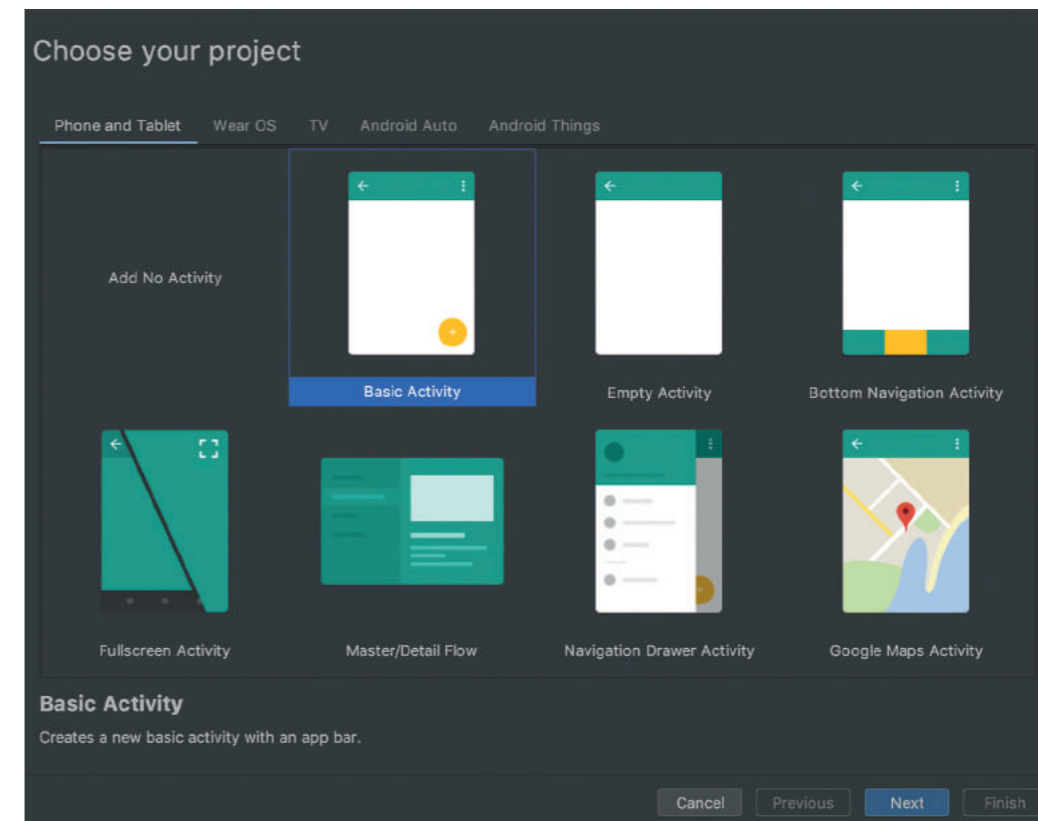 Choose your project
Phone and Tablet Wear OS TV Android Auto Android Things
Add No Activity
Basic Activity
Empty Activity
Bottom Navigation Activity
Fullscreen Activity
Master/Detail Flow
Navigation Drawer Activity
Google Maps Activity
Basic Activity
Creates a new basic activity with an app bar.
Cancel Previous Next Finish